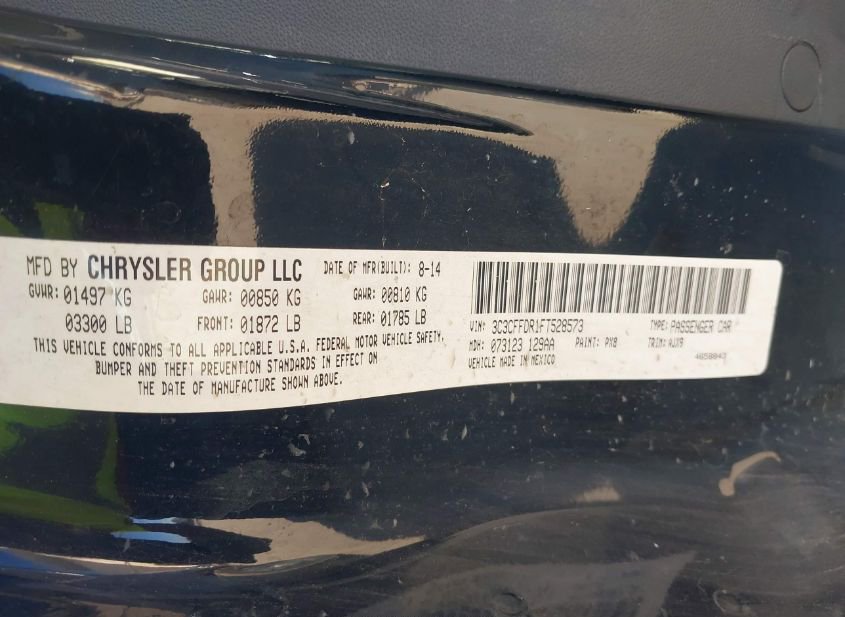 MFD BY CHRYSLER GROUP LLC DATE OF MFR(BUILT): 8-14
GVWR: 01497 KG GAWR: 00850 KG GAWR: 00810 KG
03300 LB FRONT: 01872 LB REAR: 01785 LB
THIS VEHICLE CONFORMS TO ALL APPLICABLE U.S.A. FEDERAL MOTOR VEHICLE SAFETY,
BUMPER AND THEFT PREVENTION STANDARDS IN EFFECT ON
THE DATE OF MANUFACTURE SHOWN ABOVE.
VIN: 3C3CFFDR1FT528573 TYPE: PASSENGER CAR
MDH: 073123 129AA PAINT: PX8 TRIM: AJX9
VEHICLE MADE IN MEXICO 4658843